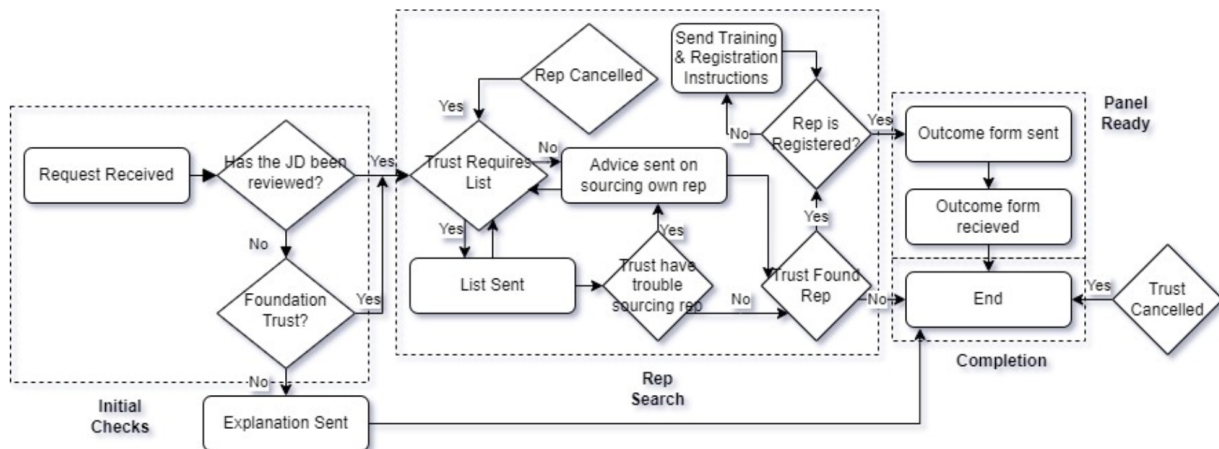 Request Received
Has the JD been
reviewed?
Yes
No
Foundation
Trust?
Yes
No
Explanation Sent
Initial
Checks
Rep Cancelled
Yes
Trust Requires
List
No
Advice sent on
sourcing own rep
Yes
List Sent
Yes
Trust have
trouble
sourcing rep
No
Send Training
& Registration
Instructions
No
Rep is
Registered?
Yes
Yes
Trust Found
Rep
No
Rep
Search
Outcome form sent
Outcome form
recieved
Panel
Ready
End
Yes
Trust
Cancelled
Completion